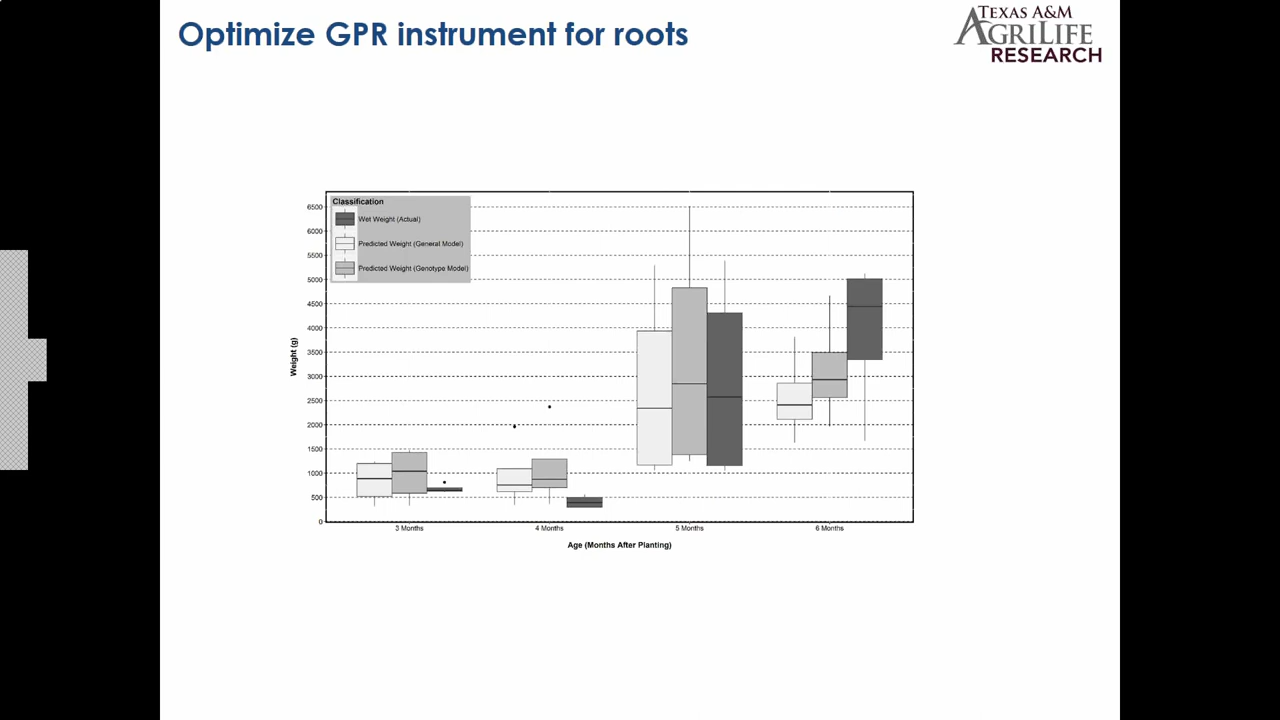 Optimize GPR instrument for roots
TEXAS A&M
AGRILIFE
RESEARCH
Classification
Wet Weight (Actual)
Predicted Weight (General Model)
Predicted Weight (Genotype Model)
6500
6000
5500
5000
4500
4000
3500
3000
2500
2000
1500
1000
500
0
Weight (g)
3 Months
4 Months
5 Months
6 Months
Age (Months After Planting)